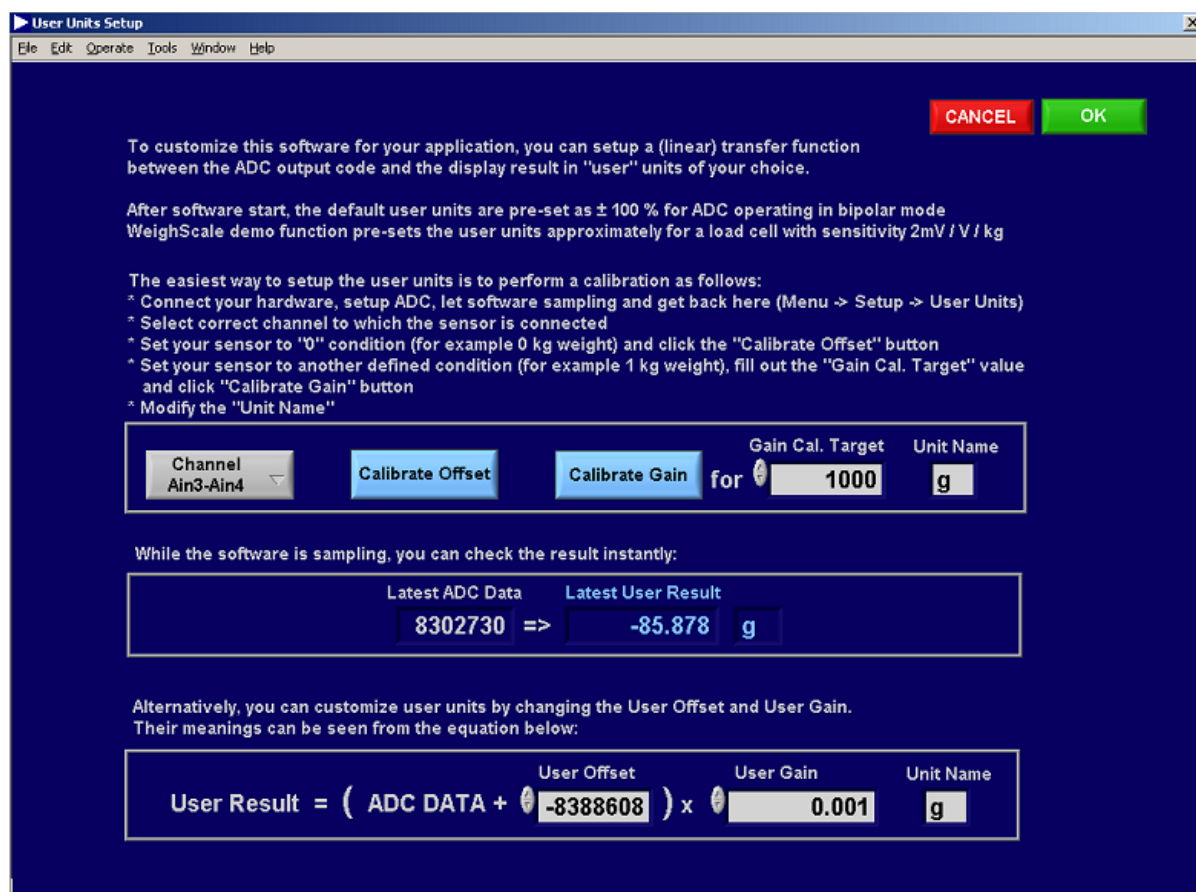 User Units Setup
File Edit Operate Tools Window Help
CANCEL OK
To customize this software for your application, you can setup a (linear) transfer function
between the ADC output code and the display result in "user" units of your choice.
After software start, the default user units are pre-set as ± 100 % for ADC operating in bipolar mode
WeighScale demo function pre-sets the user units approximately for a load cell with sensitivity 2mV / V / kg
The easiest way to setup the user units is to perform a calibration as follows:
* Connect your hardware, setup ADC, let software sampling and get back here (Menu -> Setup -> User Units)
* Select correct channel to which the sensor is connected
* Set your sensor to "0" condition (for example 0 kg weight) and click the "Calibrate Offset" button
* Set your sensor to another defined condition (for example 1 kg weight), fill out the "Gain Cal. Target" value
and click "Calibrate Gain" button
* Modify the "Unit Name"
Gain Cal. Target Unit Name
Channel
Ain3-Ain4
Calibrate Offset Calibrate Gain for 1000 g
While the software is sampling, you can check the result instantly:
Latest ADC Data Latest User Result
8302730 => -85.878 g
Alternatively, you can customize user units by changing the User Offset and User Gain.
Their meanings can be seen from the equation below:
User Offset User Gain Unit Name
User Result = ( ADC DATA + -8388608 ) x 0.001 g